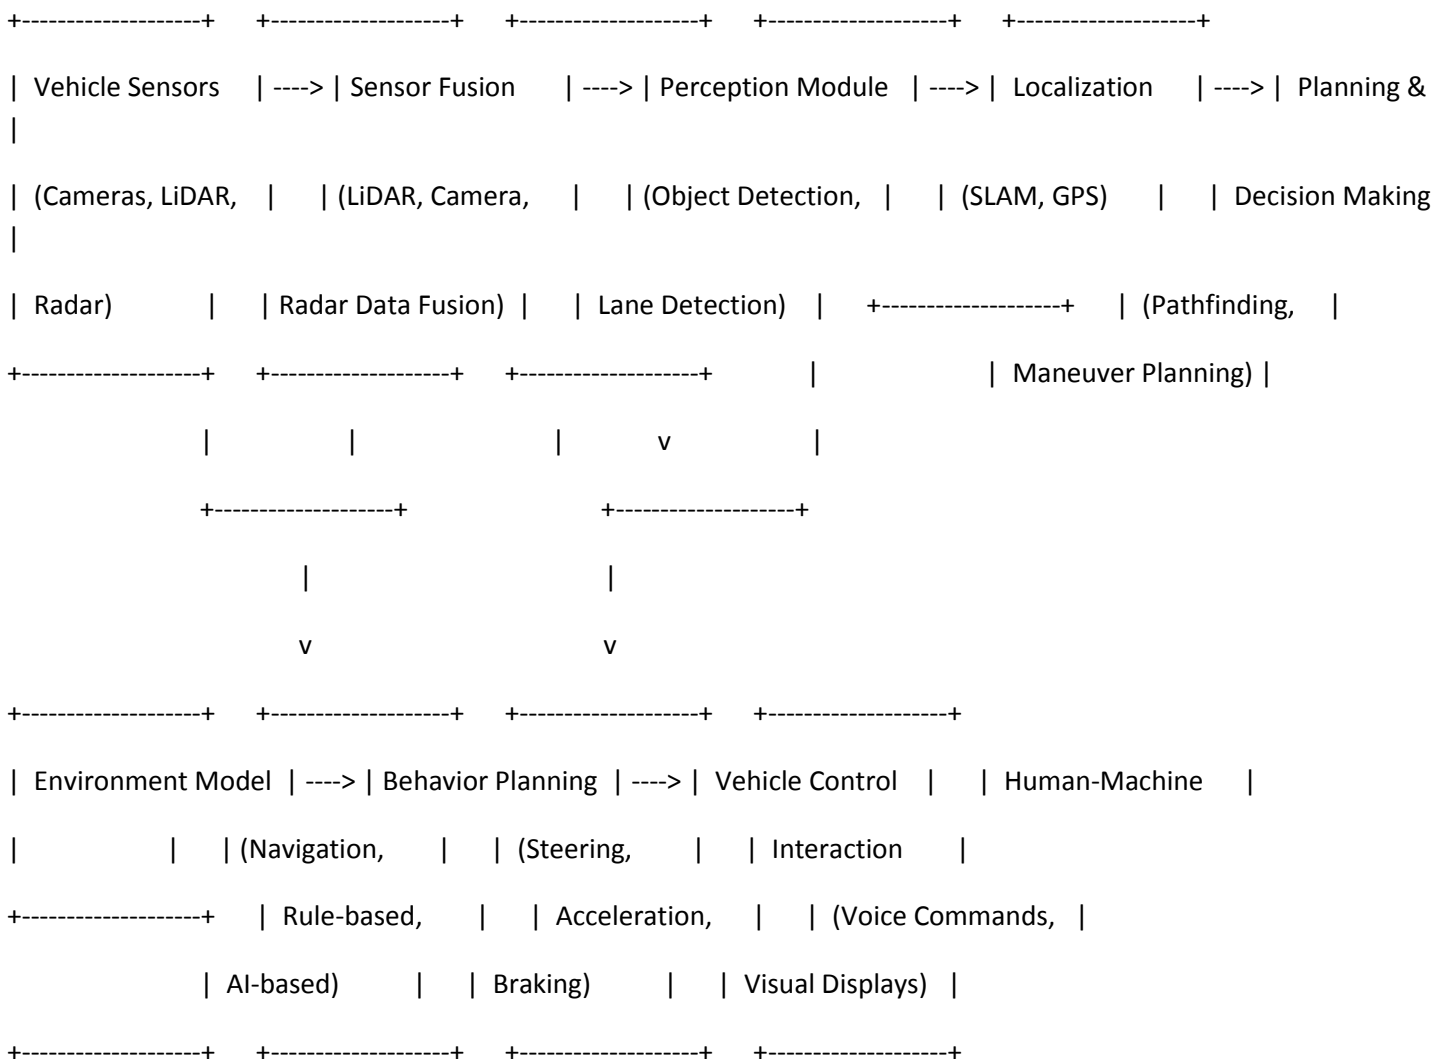 +--------------------+ +--------------------+ +--------------------+ +--------------------+ +--------------------+
| Vehicle Sensors | ----> | Sensor Fusion | ----> | Perception Module | ----> | Localization | ----> | Planning &
|
| (Cameras, LiDAR, | | (LiDAR, Camera, | | (Object Detection, | | (SLAM, GPS) | | Decision Making
|
| Radar) | | Radar Data Fusion) | | Lane Detection) | +--------------------+ | (Pathfinding, |
+--------------------+ +--------------------+ +--------------------+ | | Maneuver Planning) |
| | | v |
+--------------------+ +--------------------+
| |
v v
+--------------------+ +--------------------+ +--------------------+ +--------------------+
| Environment Model | ----> | Behavior Planning | ----> | Vehicle Control | | Human-Machine |
| | | (Navigation, | | (Steering, | | Interaction |
+--------------------+ | Rule-based, | | Acceleration, | | (Voice Commands, |
| AI-based) | | Braking) | | Visual Displays) |
+--------------------+ +--------------------+ +--------------------+ +--------------------+